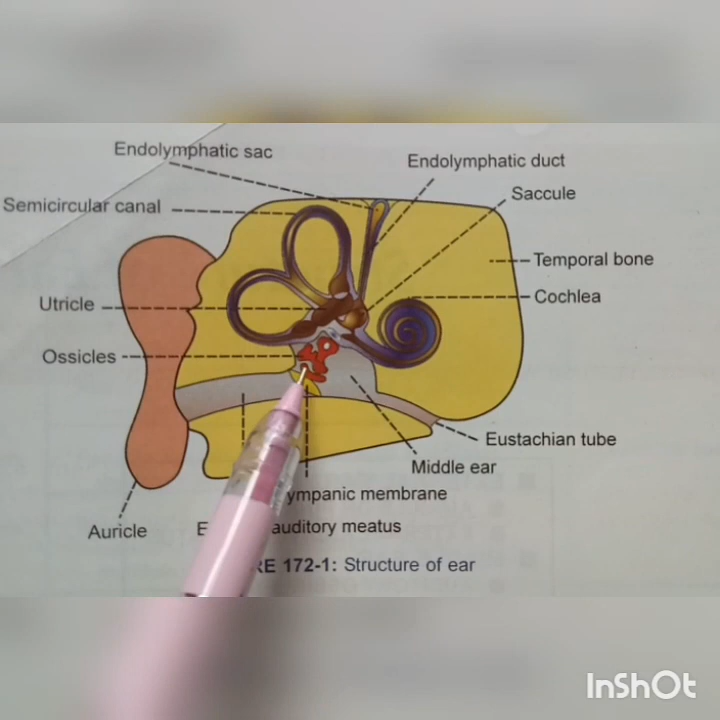 Endolymphatic sac
Endolymphatic duct
Semicircular canal
Saccule
Temporal bone
Utricle
Cochlea
Ossicles
Eustachian tube
Middle ear
ympanic membrane
Auricle
E auditory meatus
RE 172-1: Structure of ear
InShOt